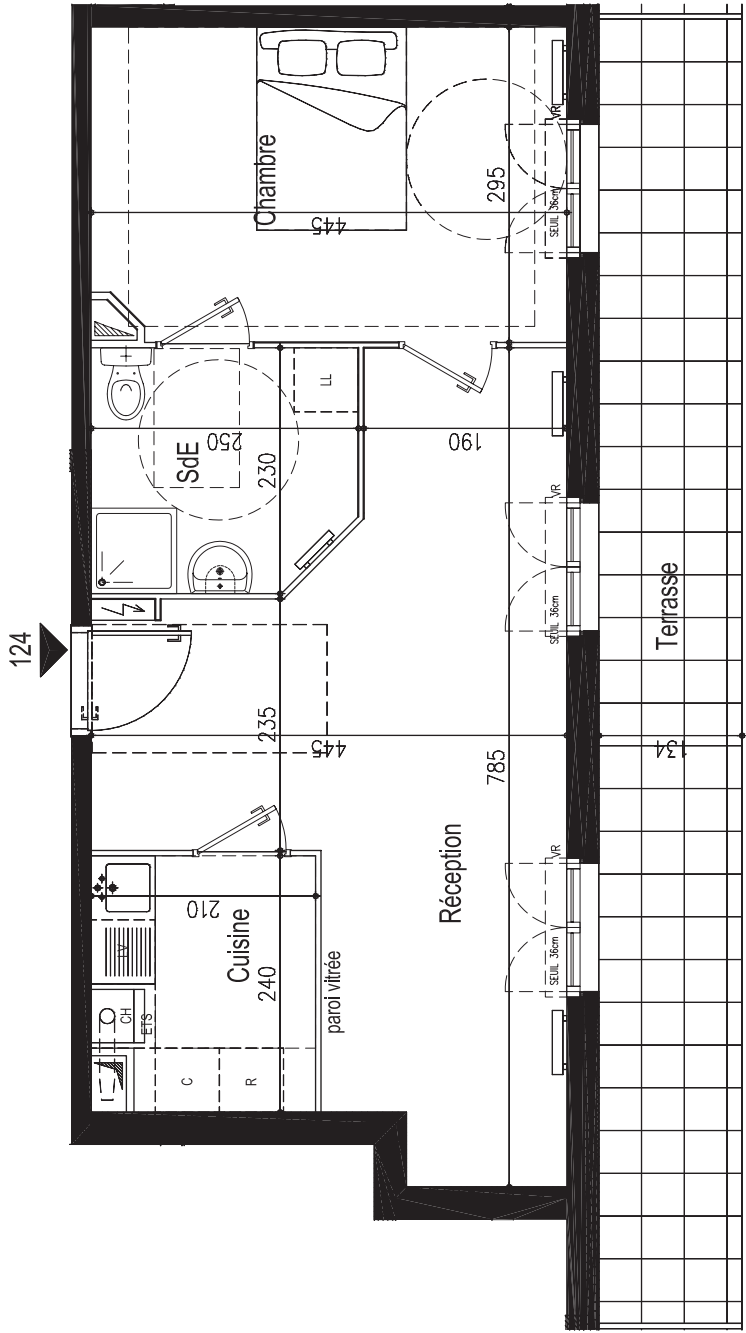 124
Chambre
445
295
VR
SEUIL 36cm
LL
SdE
250
190
230
VR
SEUIL 36cm
Terrasse
235
445
785
134
Réception
VR
SEUIL 36cm
210
Cuisine
240
paroi vitrée
LV
CH
ETS
C
R